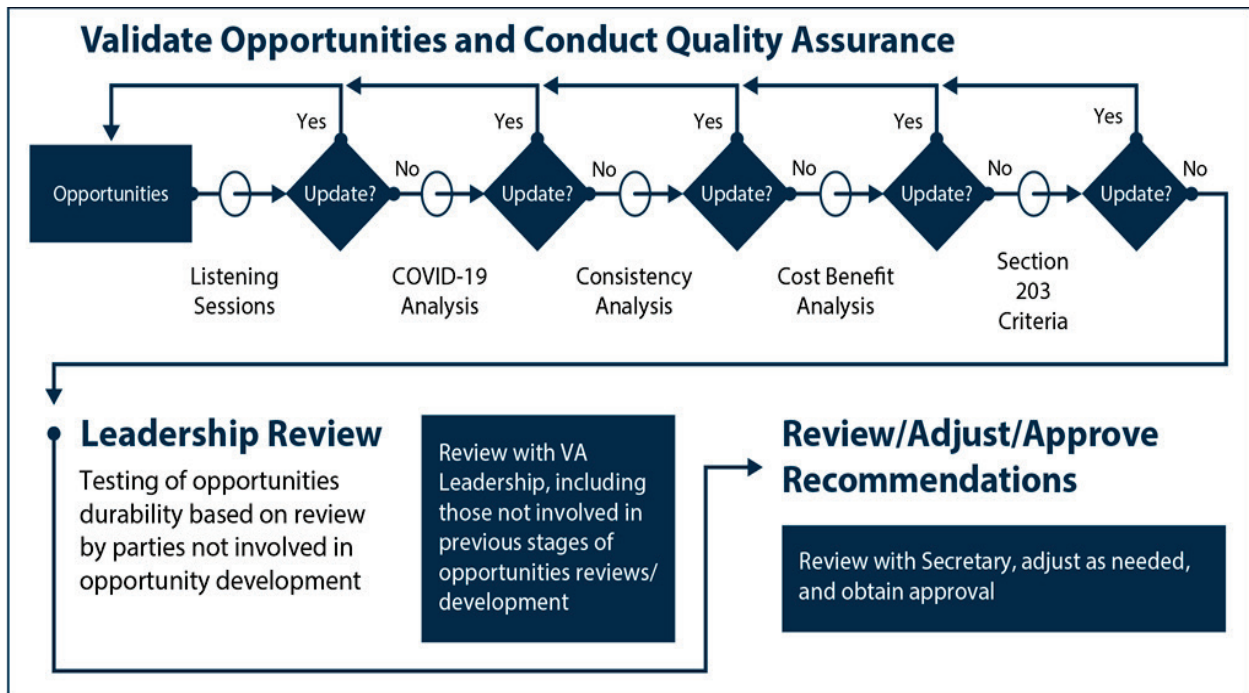 Validate Opportunities and Conduct Quality Assurance
Yes
Yes
Yes
Yes
Yes
Opportunities
Update?
No
Update?
No
Update?
No
Update?
No
Update?
No
Listening
Sessions
COVID-19
Analysis
Consistency
Analysis
Cost Benefit
Analysis
Section
203
Criteria
Leadership Review
Testing of opportunities
durability based on review
by parties not involved in
opportunity development
Review with VA
Leadership, including
those not involved in
previous stages of
opportunities reviews/
development
Review/Adjust/Approve
Recommendations
Review with Secretary, adjust as needed,
and obtain approval